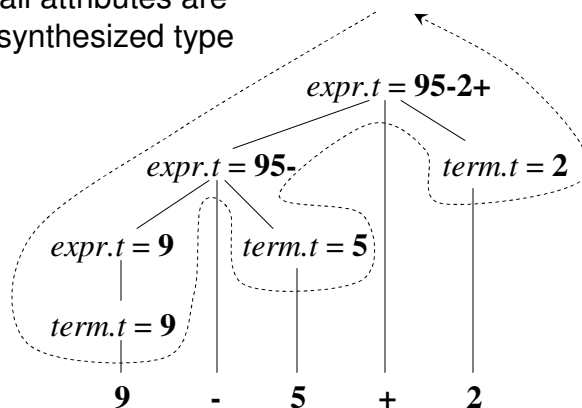 all attributes are
synthesized type
expr.t = 95-2+
expr.t = 95-
term.t = 2
expr.t = 9
term.t = 5
term.t = 9
9 - 5 + 2